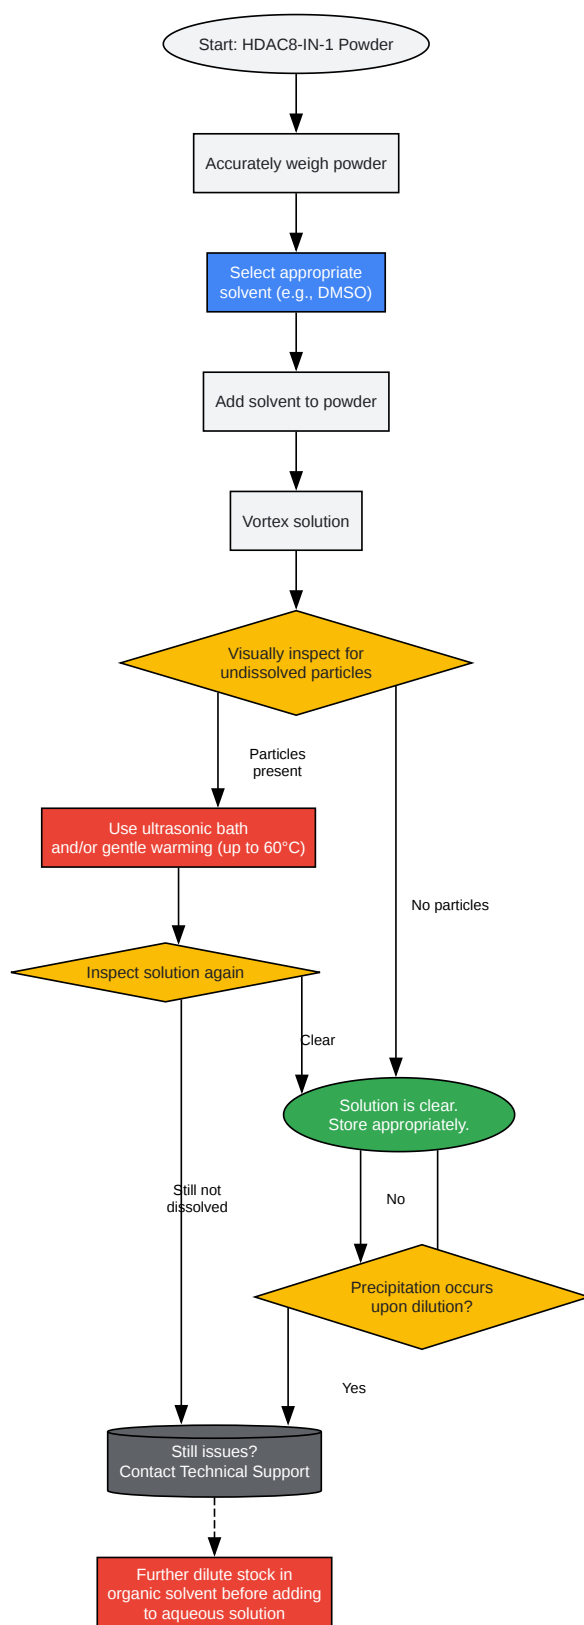 Start: HDAC8-IN-1 Powder
Accurately weigh powder
Select appropriate
solvent (e.g., DMSO)
Add solvent to powder
Vortex solution
Visually inspect for
undissolved particles
Particles
present
Use ultrasonic bath
and/or gentle warming (up to 60°C)
No particles
Inspect solution again
Clear
Solution is clear.
Store appropriately.
Still not
dissolved
No
Precipitation occurs
upon dilution?
Yes
Still issues?
Contact Technical Support
Further dilute stock in
organic solvent before adding
to aqueous solution